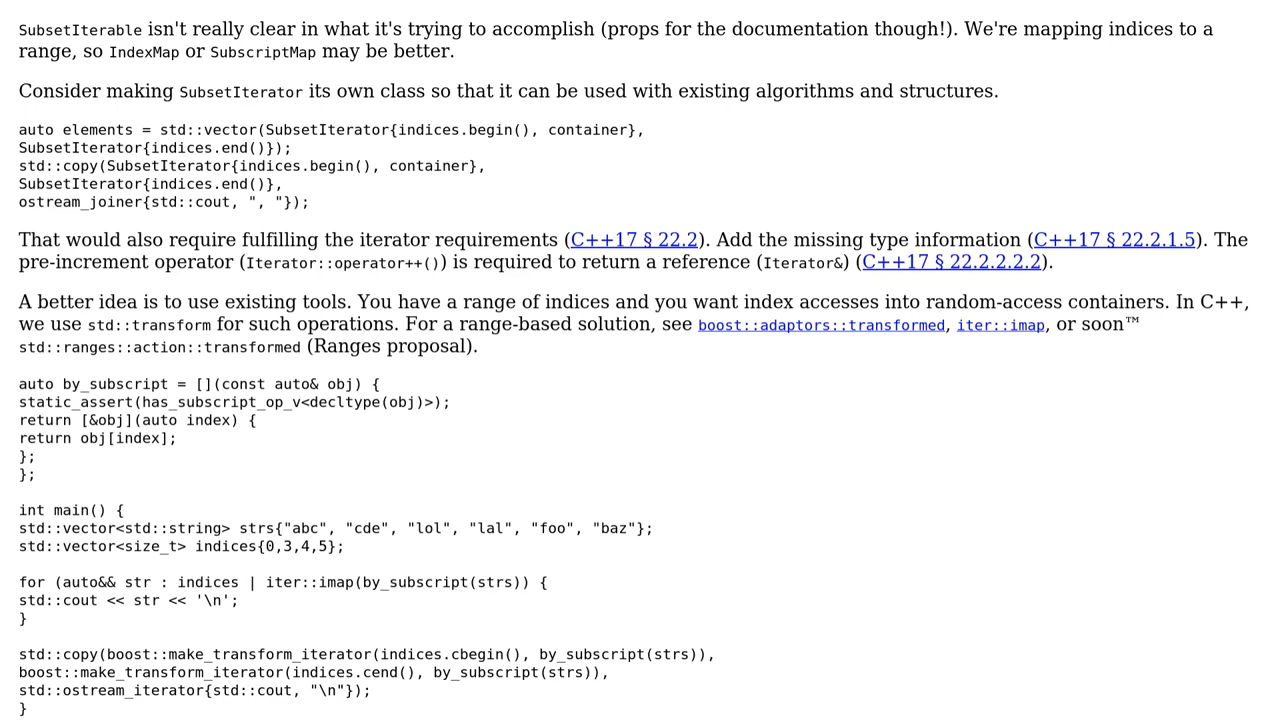 SubsetIterable isn't really clear in what it's trying to accomplish (props for the documentation though!). We're mapping indices to a
range, so IndexMap or SubscriptMap may be better.
Consider making SubsetIterator its own class so that it can be used with existing algorithms and structures.
auto elements = std::vector(SubsetIterator{indices.begin(), container},
SubsetIterator{indices.end()});
std::copy(SubsetIterator{indices.begin(), container},
SubsetIterator{indices.end()},
ostream_joiner{std::cout, ", "});
That would also require fulfilling the iterator requirements (C++17 § 22.2). Add the missing type information (C++17 § 22.2.1.5). The
pre-increment operator (Iterator::operator++()) is required to return a reference (Iterator&) (C++17 § 22.2.2.2.2).
A better idea is to use existing tools. You have a range of indices and you want index accesses into random-access containers. In C++,
we use std::transform for such operations. For a range-based solution, see boost::adaptors::transformed, iter::imap, or soon™
std::ranges::action::transformed (Ranges proposal).
auto by_subscript = [](const auto& obj) {
static_assert(has_subscript_op_v<decltype(obj)>);
return [&obj](auto index) {
return obj[index];
};
};
int main() {
std::vector<std::string> strs{"abc", "cde", "lol", "lal", "foo", "baz"};
std::vector<size_t> indices{0,3,4,5};
for (auto&& str : indices | iter::imap(by_subscript(strs)) {
std::cout << str << '\n';
}
std::copy(boost::make_transform_iterator(indices.cbegin(), by_subscript(strs)),
boost::make_transform_iterator(indices.cend(), by_subscript(strs)),
std::ostream_iterator{std::cout, "\n"});
}